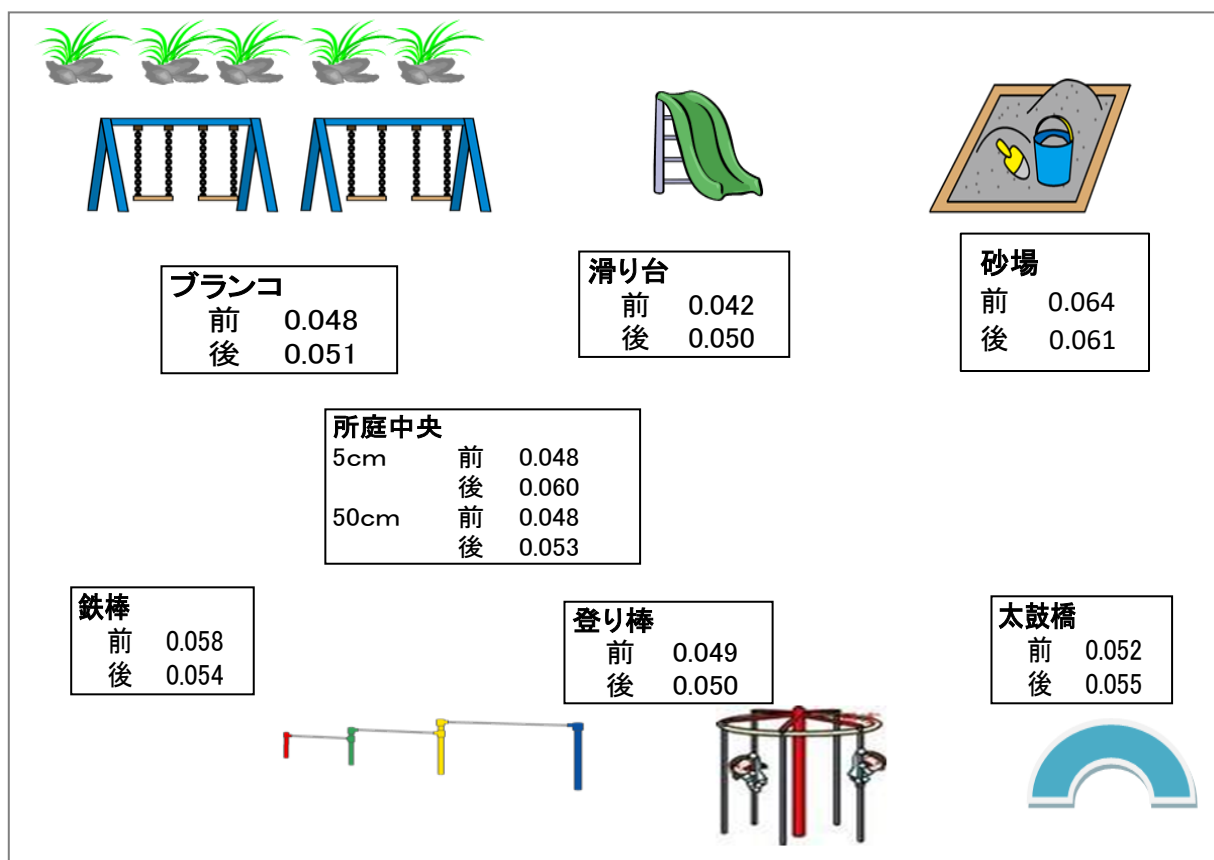 ブランコ
前 0.048
後 0.051
滑り台
前 0.042
後 0.050
砂場
前 0.064
後 0.061
所庭中央
5cm 前 0.048
後 0.060
50cm 前 0.048
後 0.053
鉄棒
前 0.058
後 0.054
登り棒
前 0.049
後 0.050
太鼓橋
前 0.052
後 0.055